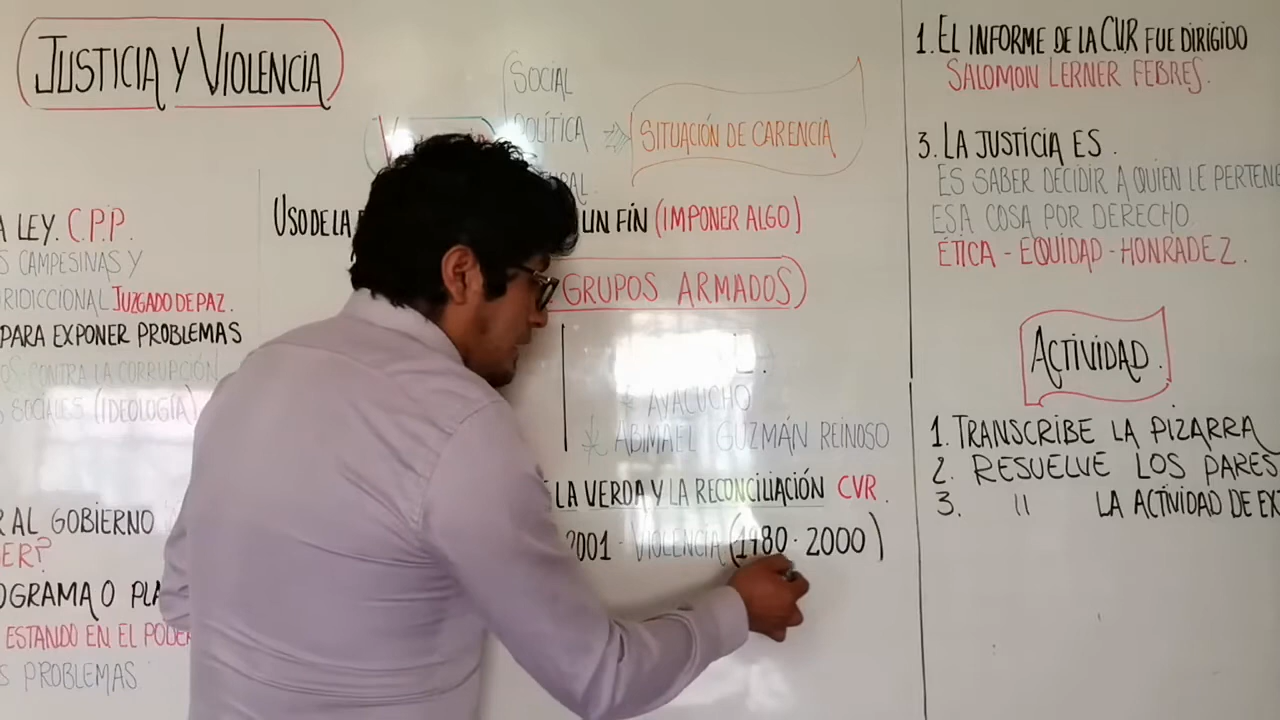 JUSTICIA Y VIOLENCIA
A LEY. C.P.P.
S CAMPESINAS Y
RIDICCIONAL JUZGADO DE PAZ.
PARA EXPONER PROBLEMAS
OS CONTRA LA CORRUPCIÓN
SOCIALES (IDEOLOGÍA)
R AL GOBIERNO
ER?
OGRAMA O PLA
ESTANDO EN EL PODER
S PROBLEMAS
SOCIAL
POLÍTICA
RAL.
SITUACIÓN DE CARENCIA
USO DE LA UN FÍN (IMPONER ALGO)
GRUPOS ARMADOS
AYACUCHO
ABIMAEL GUZMÁN REINOSO
LA VERDA Y LA RECONCILIACIÓN CVR.
2001 - VIOLENCIA (1980 - 2000)
1. EL INFORME DE LA CVR FUE DIRIGIDO
SALOMON LERNER FEBRES.
3. LA JUSTICIA ES.
ES SABER DECIDIR A QUIEN LE PERTENE
ESA COSA POR DERECHO.
ÉTICA - EQUIDAD - HONRADEZ.
ACTIVIDAD.
1. TRANSCRIBE LA PIZARRA
2. RESUELVE LOS PARES
3. " LA ACTIVIDAD DE EX